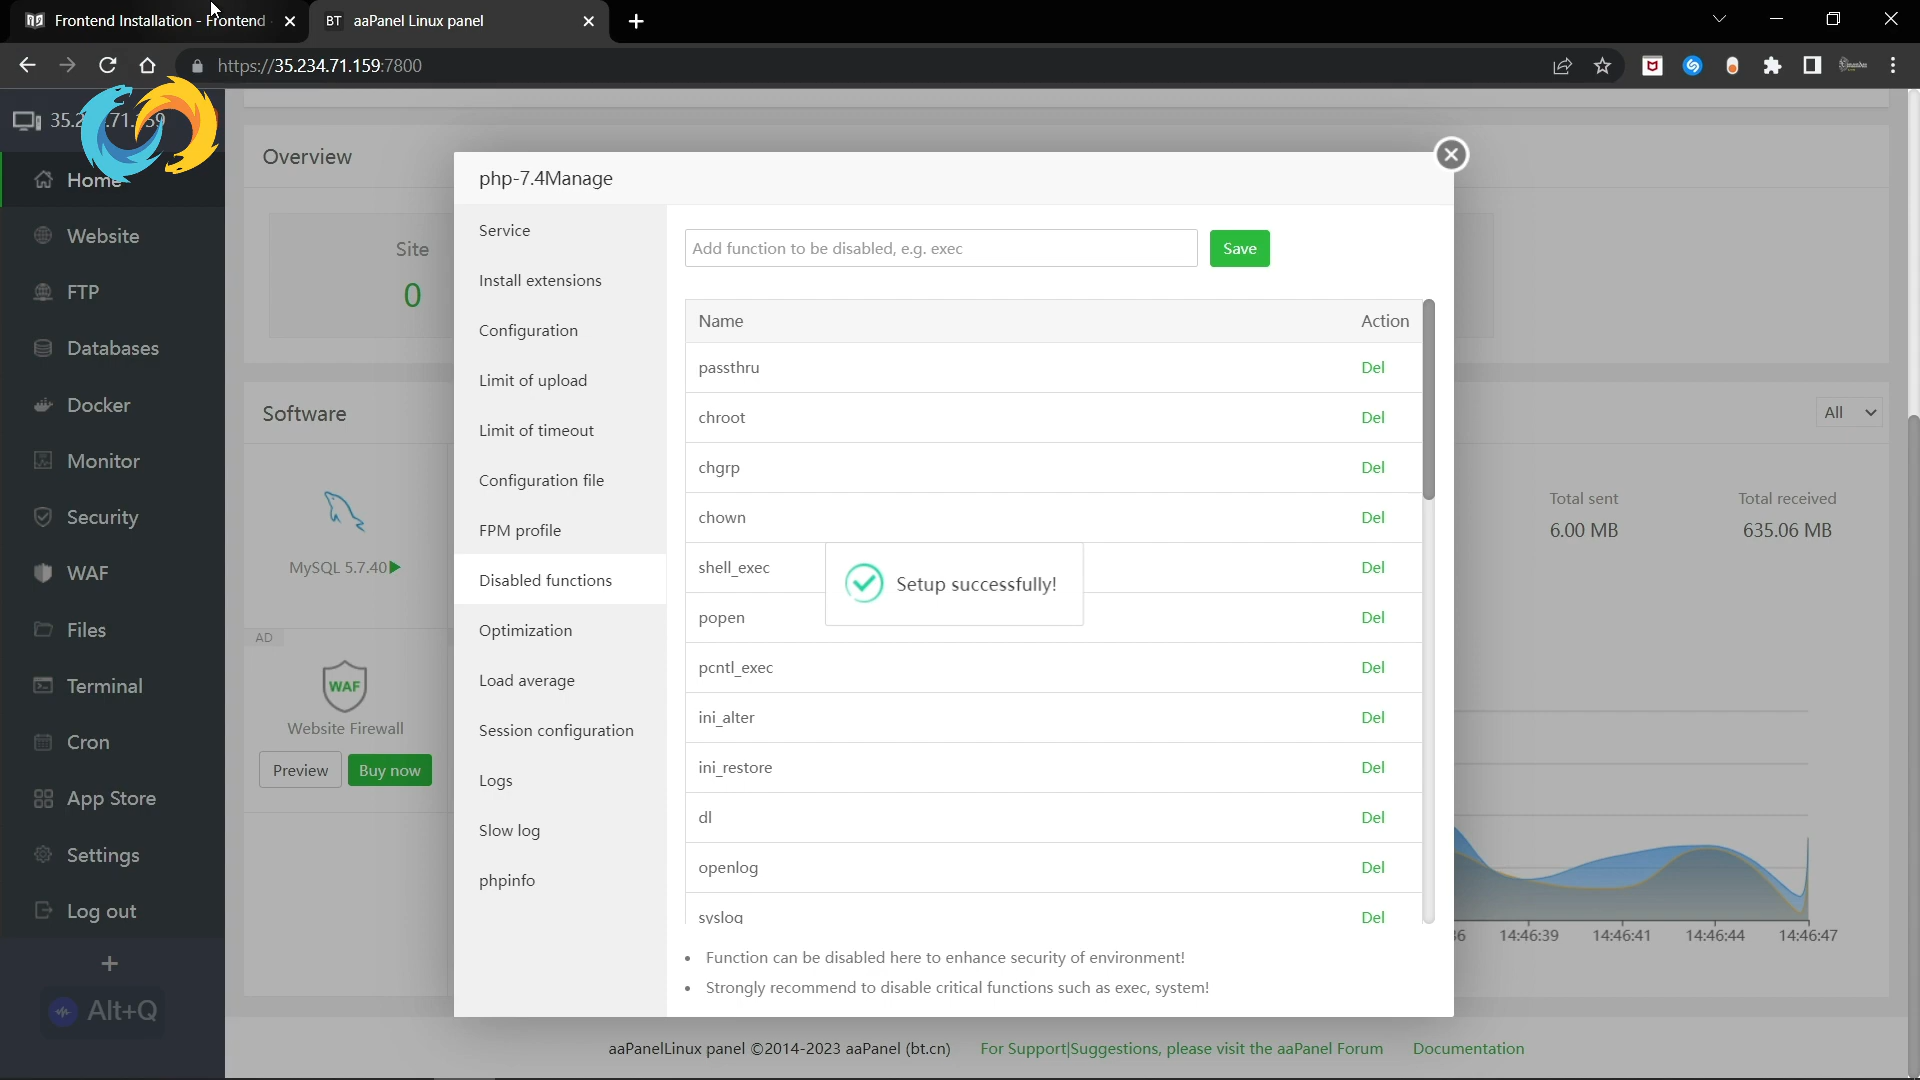 Frontend Installation - Frontend
BT aaPanel Linux panel
https://35.234.71.159:7800
Home
Website
FTP
Databases
Docker
Monitor
Security
WAF
Files
Terminal
Cron
App Store
Settings
Log out
Alt+Q
Overview
Site
0
Software
MySQL 5.7.40
AD
WAF
Website Firewall
Preview
Buy now
php-7.4Manage
Service
Install extensions
Configuration
Limit of upload
Limit of timeout
Configuration file
FPM profile
Disabled functions
Optimization
Load average
Session configuration
Logs
Slow log
phpinfo
Add function to be disabled, e.g. exec
Save
Name Action
passthru Del
chroot Del
chgrp Del
chown Del
shell_exec Del
popen Del
pcntl_exec Del
ini_alter Del
ini_restore Del
dl Del
openlog Del
syslog Del
Setup successfully!
Function can be disabled here to enhance security of environment!
Strongly recommend to disable critical functions such as exec, system!
All
Total sent
6.00 MB
Total received
635.06 MB
14:46:39 14:46:41 14:46:44 14:46:47
aaPanelLinux panel ©2014-2023 aaPanel (bt.cn) For Support|Suggestions, please visit the aaPanel Forum Documentation